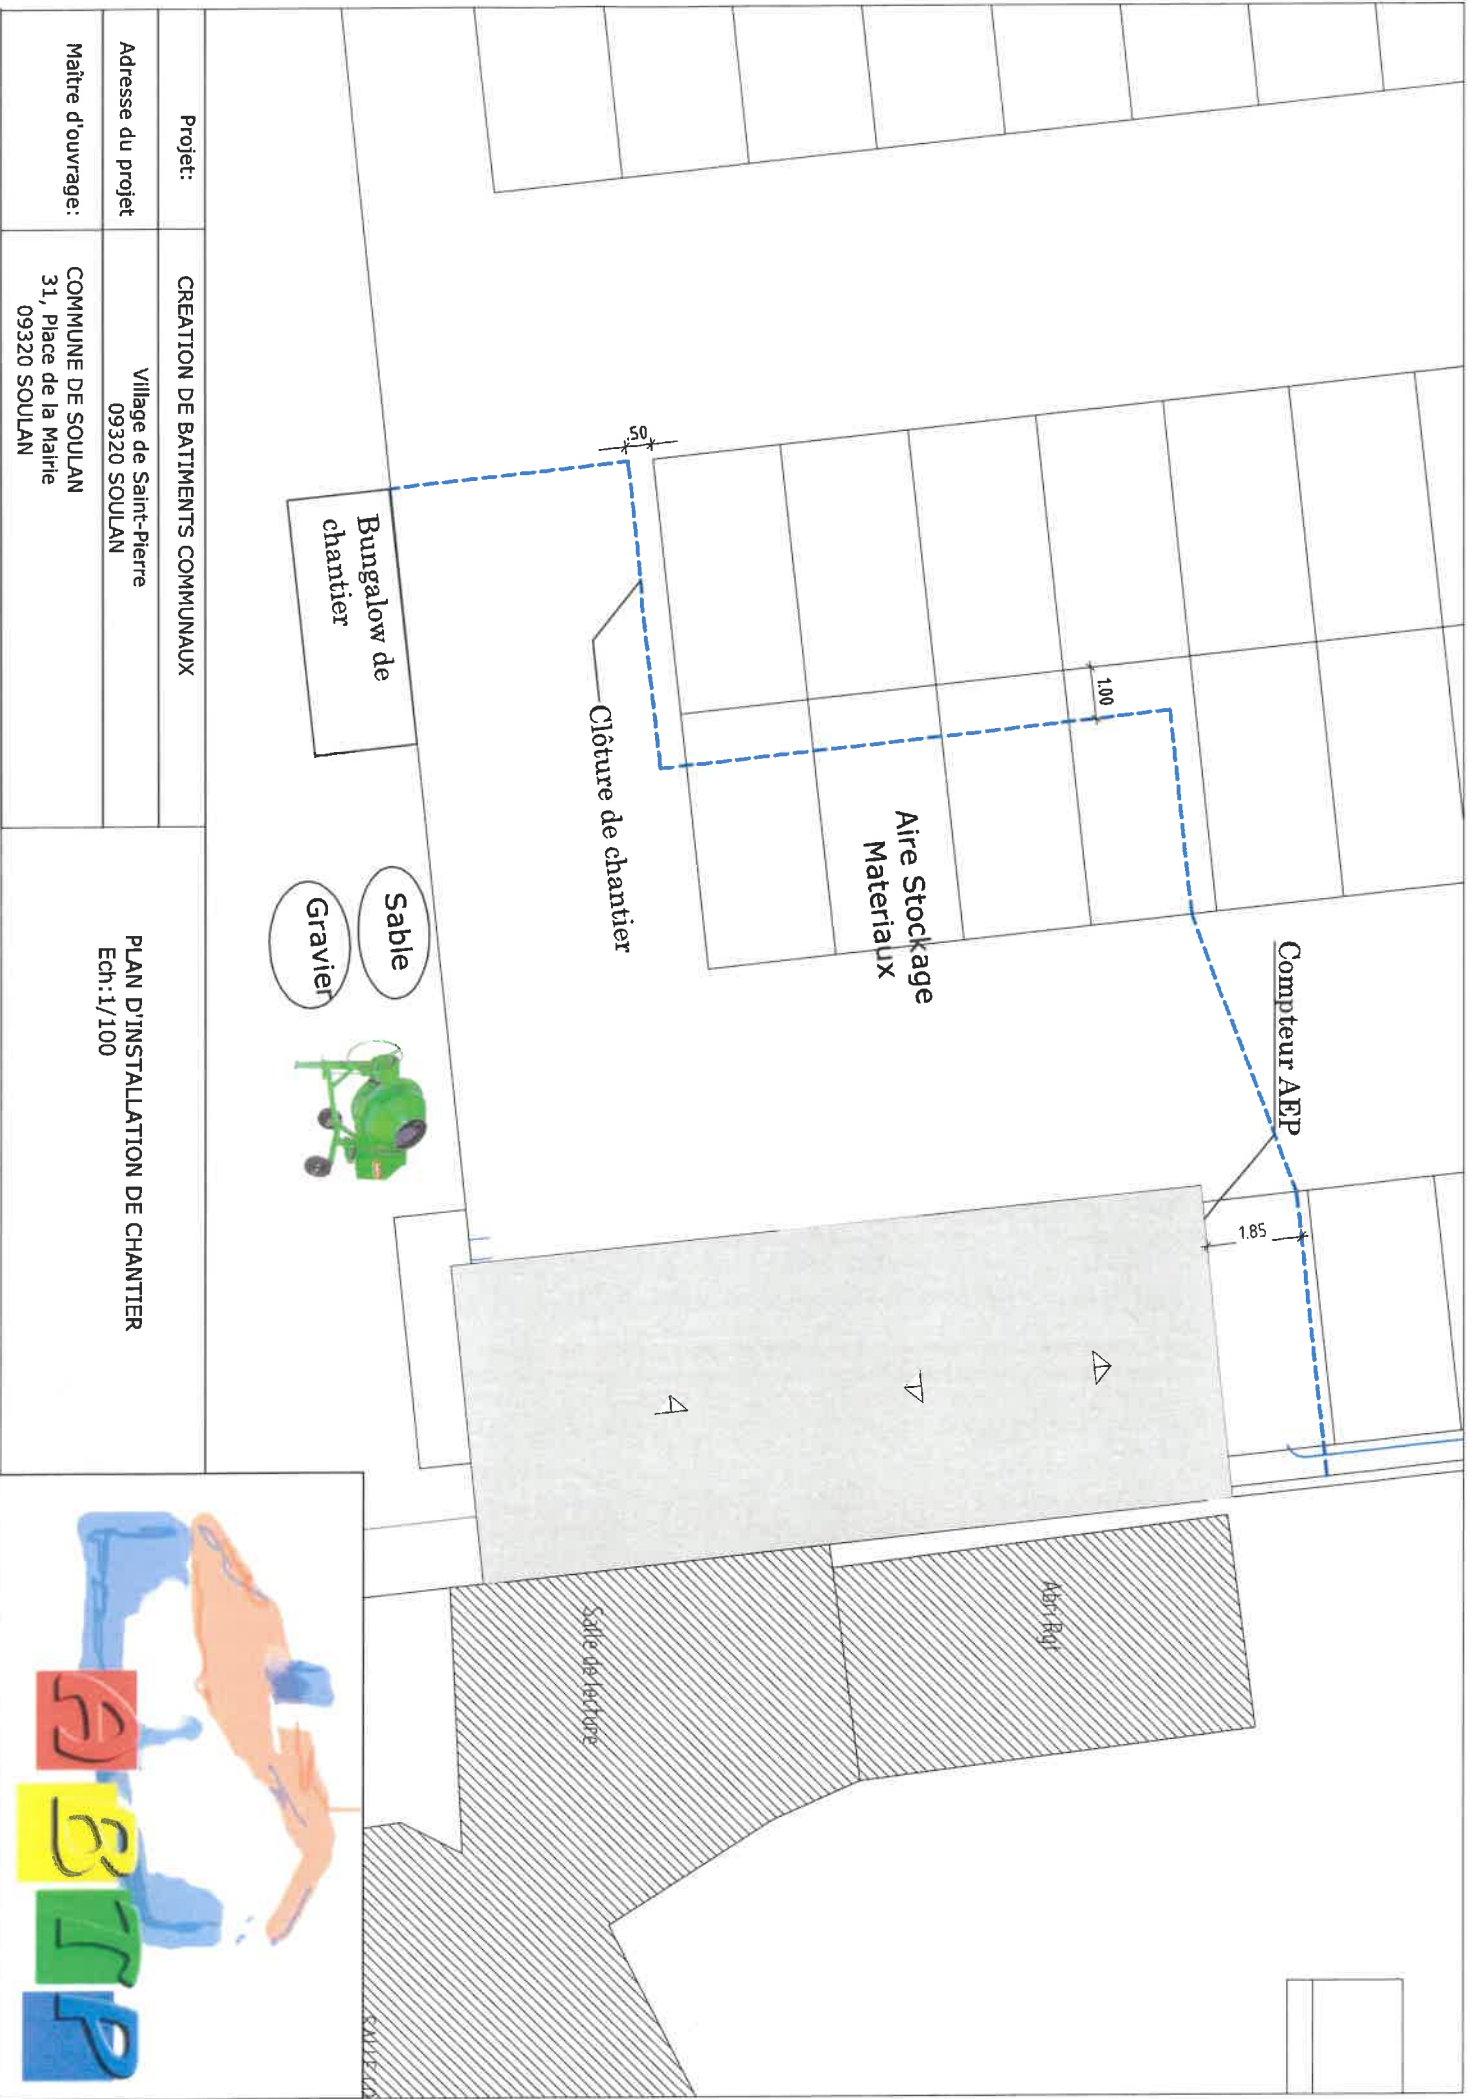 .50
1.00
Clôture de chantier
Bungalow de
chantier
Aire Stockage
Materiaux
Compteur AEP
1.85
Sable
Gravier
Abri Rgt
Salle de lecture
Projet:
CREATION DE BATIMENTS COMMUNAUX
Adresse du projet
Village de Saint-Pierre
09320 SOULAN
Maître d'ouvrage:
COMMUNE DE SOULAN
31, Place de la Mairie
09320 SOULAN
PLAN D'INSTALLATION DE CHANTIER
Ech:1/100
A B T P